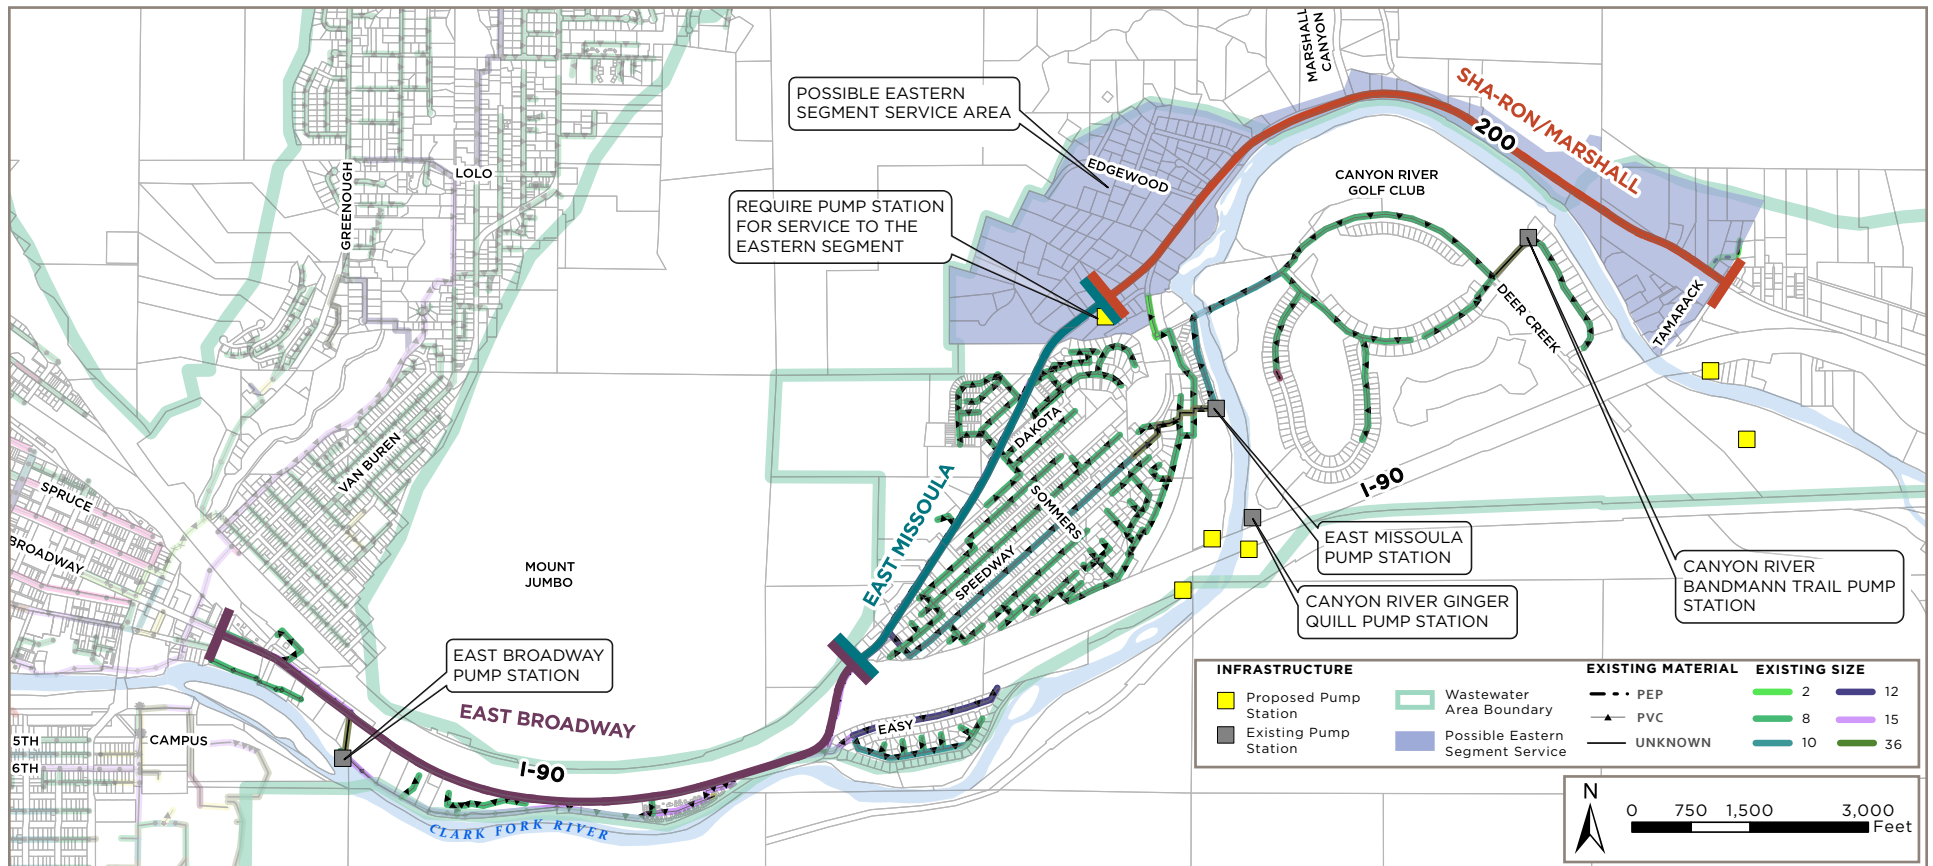 MARSHALL
CANYON
SHA-RON/MARSHALL
200
POSSIBLE EASTERN
SEGMENT SERVICE AREA
EDGEWOOD
CANYON RIVER
GOLF CLUB
GREENOUGH
LOLO
REQUIRE PUMP STATION
FOR SERVICE TO THE
EASTERN SEGMENT
DEER CREEK
TAMARACK
DAKOTA
VAN BUREN
SPRUCE
BROADWAY
I-90
SOMMERS
EAST MISSOULA
SPEEDWAY
MOUNT
JUMBO
EAST MISSOULA
PUMP STATION
CANYON RIVER
BANDMANN TRAIL PUMP
STATION
CANYON RIVER GINGER
QUILL PUMP STATION
EAST BROADWAY
PUMP STATION
EAST BROADWAY
EASY
5TH
6TH
CAMPUS
I-90
CLARK FORK RIVER
INFRASTRUCTURE
Proposed Pump
Station
Existing Pump
Station
Wastewater
Area Boundary
Possible Eastern
Segment Service
EXISTING MATERIAL
PEP
PVC
UNKNOWN
EXISTING SIZE
2
8
10
12
15
36
N
0 750 1,500 3,000
Feet